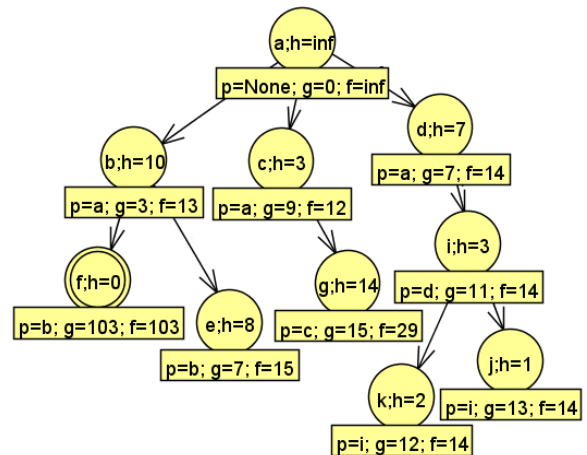 a;h=inf
p=None; g=0; f=inf
b;h=10
p=a; g=3; f=13
c;h=3
p=a; g=9; f=12
d;h=7
p=a; g=7; f=14
f;h=0
p=b; g=103; f=103
e;h=8
p=b; g=7; f=15
g;h=14
p=c; g=15; f=29
i;h=3
p=d; g=11; f=14
k;h=2
p=i; g=12; f=14
j;h=1
p=i; g=13; f=14